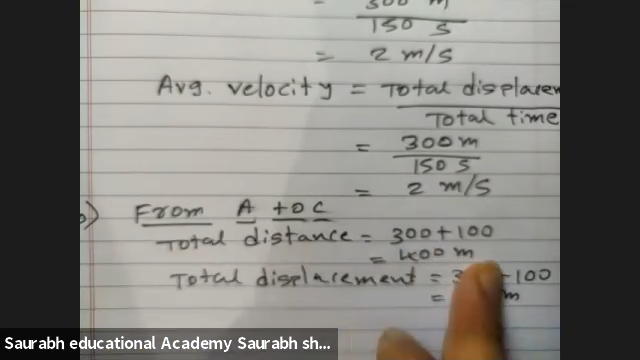 300 m
150 s
= 2 m/s
Avg. velocity = Total displacem
Total time
= 300 m
150 s
= 2 m/s
From A to C
Total distance = 300+100
= 400 m
Total displacement = 3 -100
= m
Saurabh educational Academy Saurabh sh...